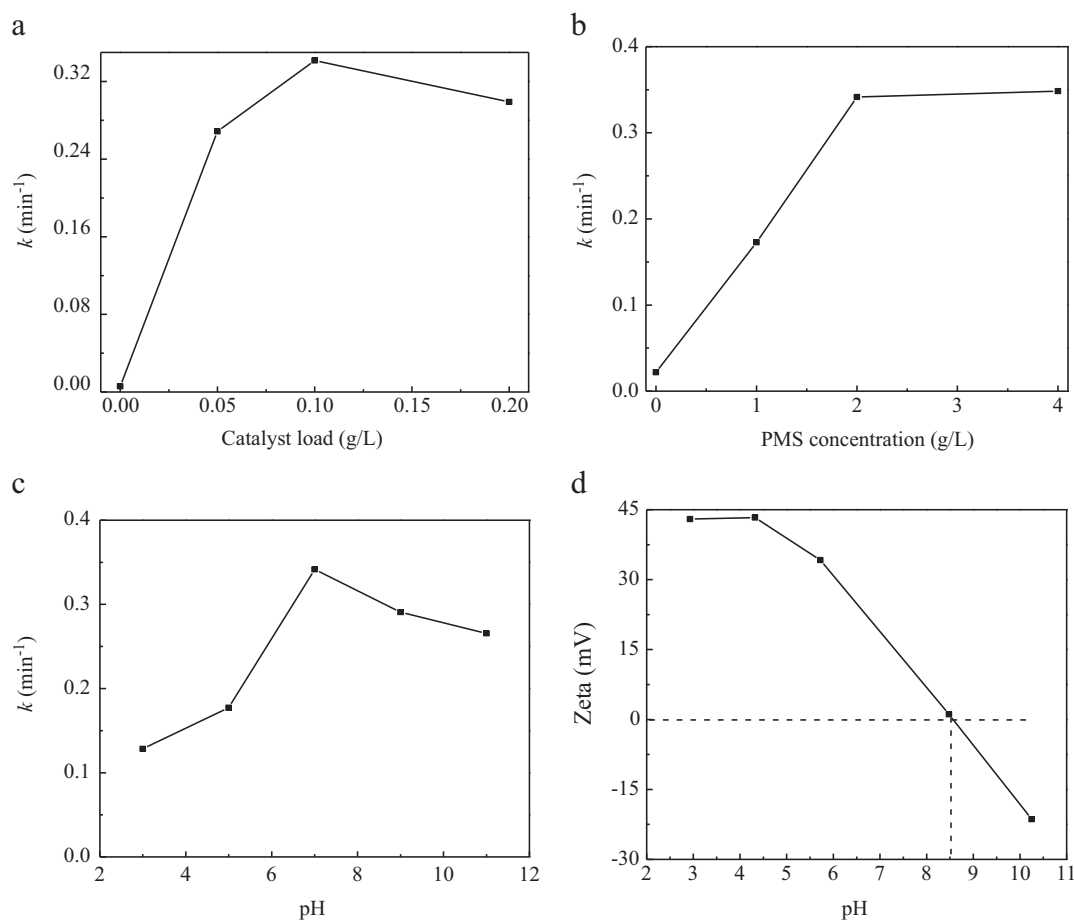 a
0.32
0.24
0.16
0.08
0.00
k (min⁻¹)
0.00 0.05 0.10 0.15 0.20
Catalyst load (g/L)
b
0.4
0.3
0.2
0.1
0.0
k (min⁻¹)
0 1 2 3 4
PMS concentration (g/L)
c
0.4
0.3
0.2
0.1
0.0
k (min⁻¹)
2 4 6 8 10 12
pH
d
45
30
15
0
-15
-30
Zeta (mV)
2 3 4 5 6 7 8 9 10 11
pH